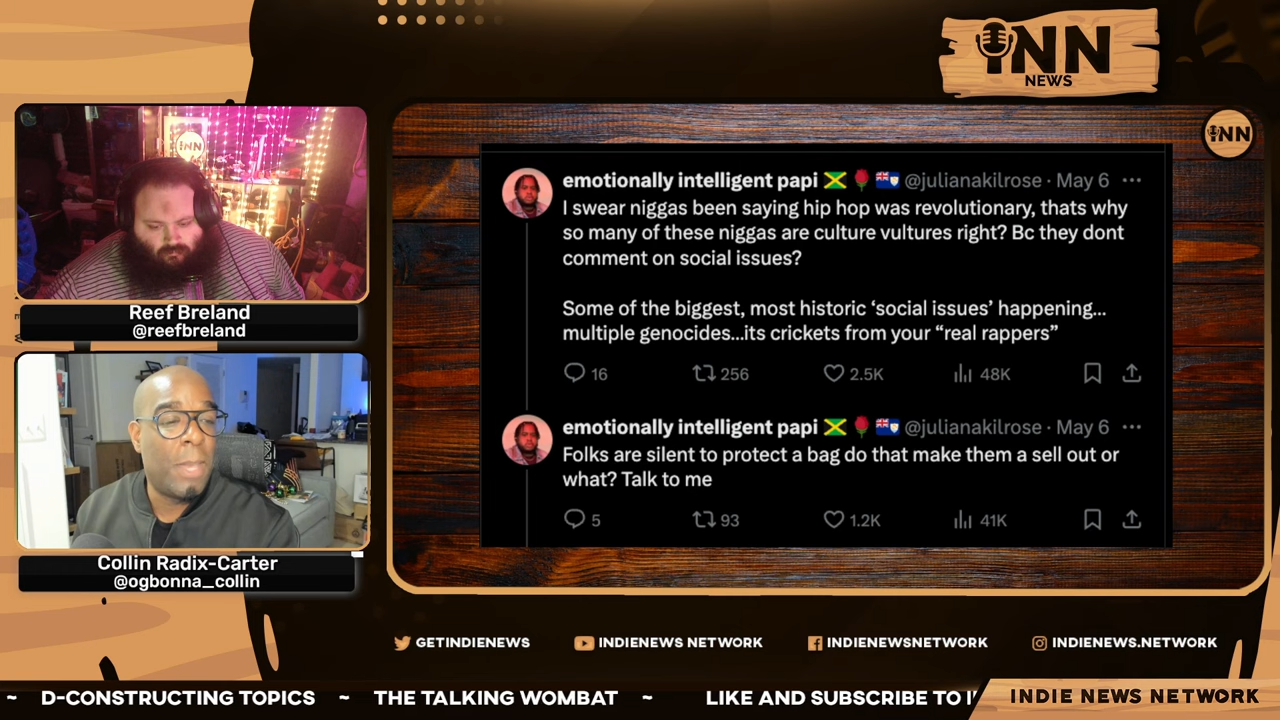 iNN
NEWS
iNN
iNN
Reef Breland
@reefbreland
Collin Radix-Carter
@ogbonna_collin
emotionally intelligent papi 🇯🇲 🌹 🇦🇮 @julianakilrose · May 6 ...
I swear niggas been saying hip hop was revolutionary, thats why
so many of these niggas are culture vultures right? Bc they dont
comment on social issues?
Some of the biggest, most historic ‘social issues’ happening...
multiple genocides...its crickets from your “real rappers”
16 256 2.5K 48K
emotionally intelligent papi 🇯🇲 🌹 🇦🇮 @julianakilrose · May 6 ...
Folks are silent to protect a bag do that make them a sell out or
what? Talk to me
5 93 1.2K 41K
GETINDIENEWS INDIENEWS NETWORK INDIENEWSNETWORK INDIENEWS.NETWORK
~ D-CONSTRUCTING TOPICS ~ THE TALKING WOMBAT ~ LIKE AND SUBSCRIBE TO INDIE NEWS NETWORK